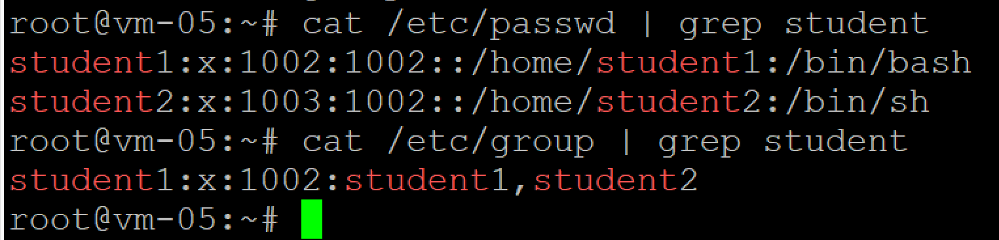 root@vm-05:~# cat /etc/passwd | grep student
student1:x:1002:1002::/home/student1:/bin/bash
student2:x:1003:1002::/home/student2:/bin/sh
root@vm-05:~# cat /etc/group | grep student
student1:x:1002:student1,student2
root@vm-05:~#